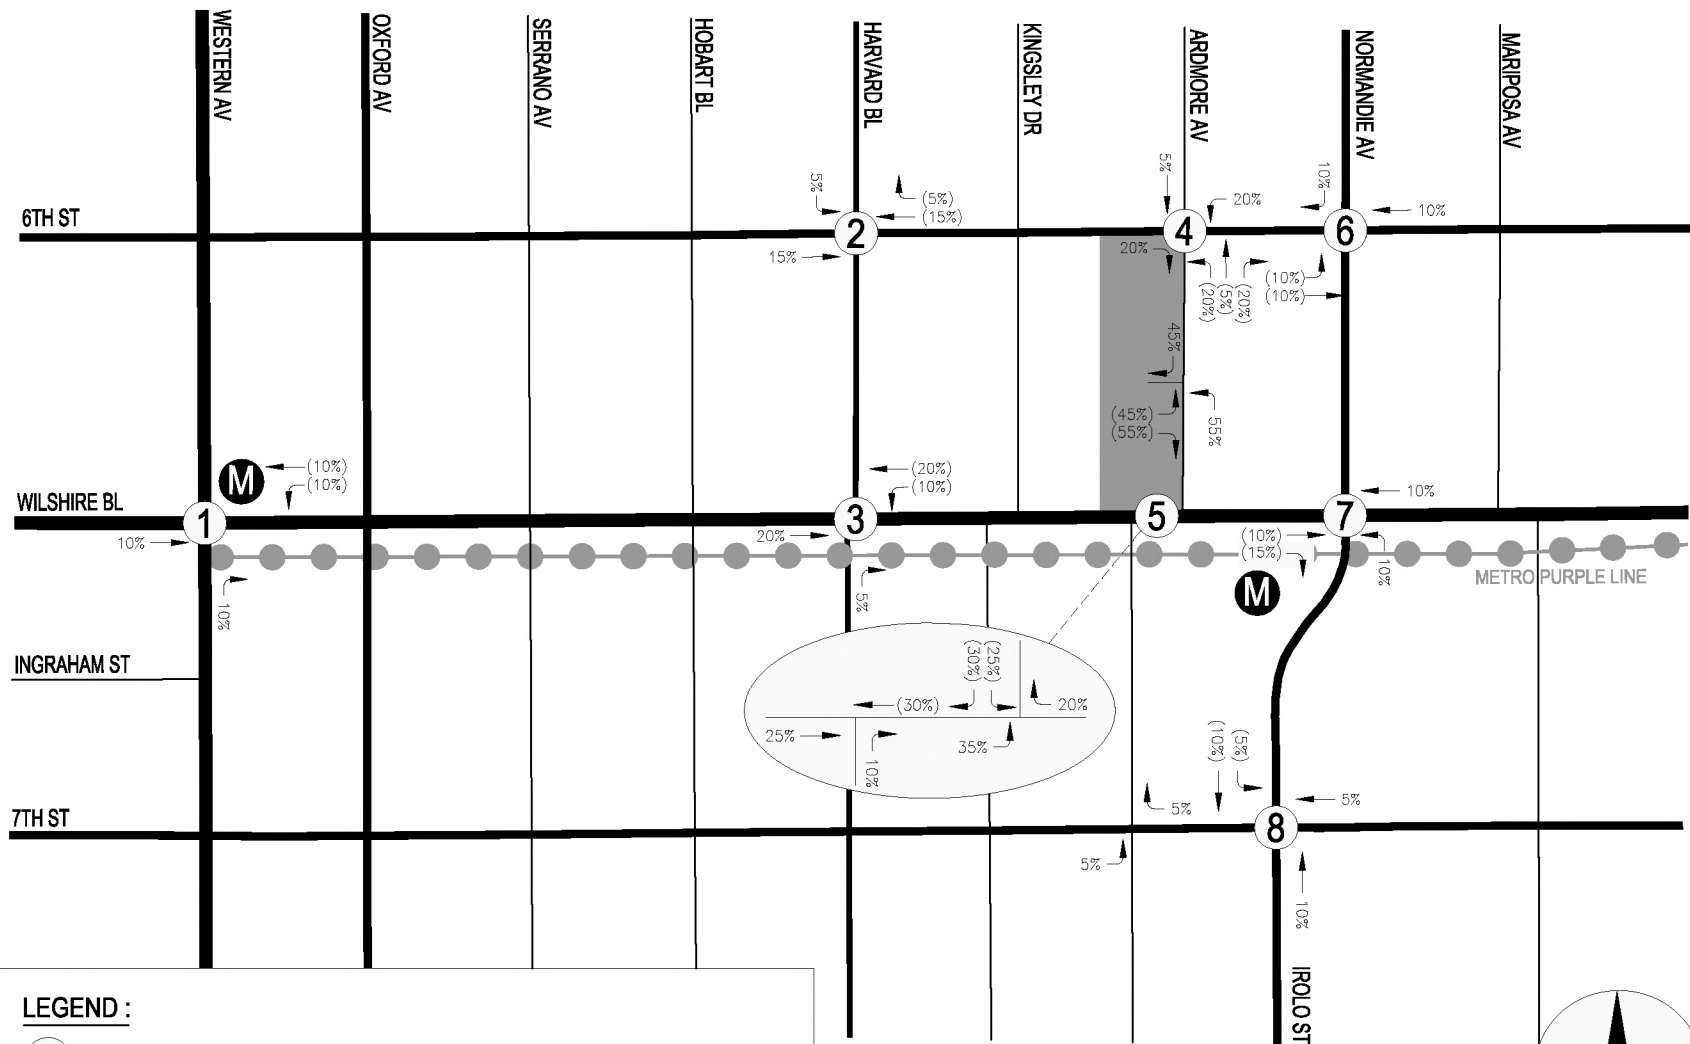 WESTERN AV
OXFORD AV
SERRANO AV
HOBART BL
HARVARD BL
KINGSLEY DR
ARDMORE AV
NORMANDIE AV
MARIPOSA AV
6TH ST
5%
(5%)
(15%)
2
15%
5%
20%
4
20%
(20%)
(5%)
(20%)
10%
10%
6
(10%)
(10%)
45%
(45%)
(55%)
55%
M
(10%)
(10%)
WILSHIRE BL
1
10%
10%
(20%)
(10%)
3
20%
5%
5
10%
7
(10%)
(15%)
10%
M
METRO PURPLE LINE
INGRAHAM ST
(30%)
(25%)
(30%)
20%
25%
35%
10%
(10%)
(5%)
7TH ST
5%
5%
5%
8
10%
IROLO ST
LEGEND :